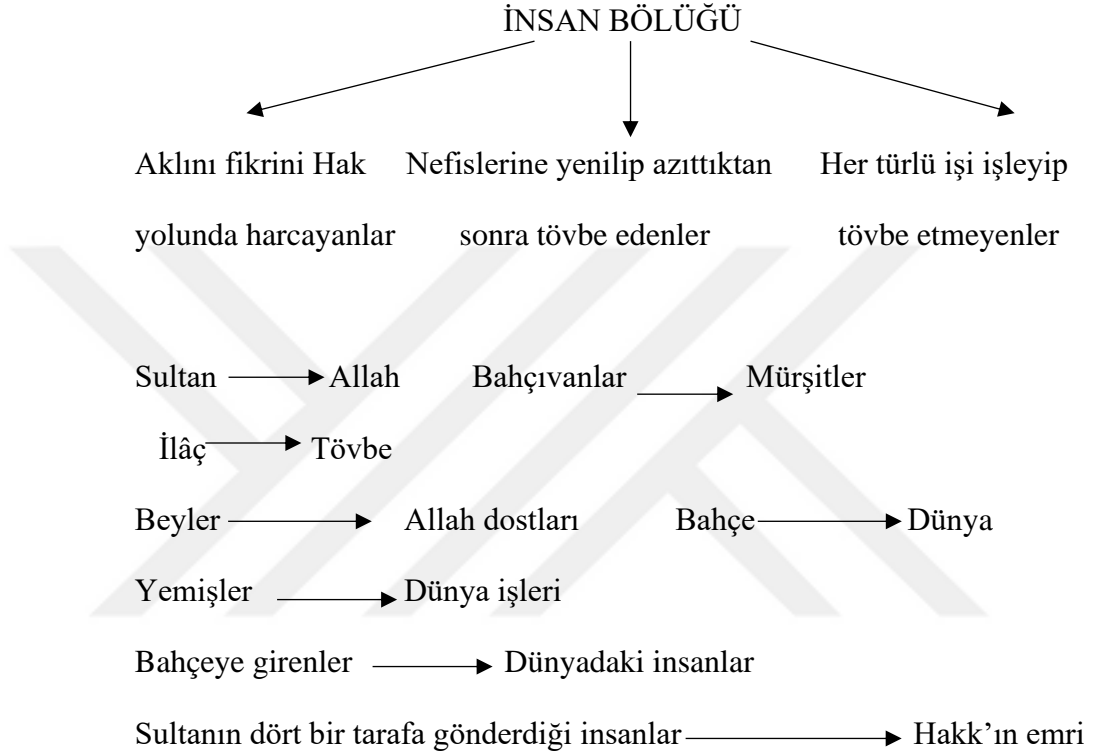 İNSAN BÖLÜĞÜ
Aklını fikrini Hak Nefislerine yenilip azıttıktan Her türlü işi işleyip
yolunda harcayanlar sonra tövbe edenler tövbe etmeyenler
Sultan Allah Bahçıvanlar Mürşitler
İlâç Tövbe
Beyler Allah dostları Bahçe Dünya
Yemişler Dünya işleri
Bahçeye girenler Dünyadaki insanlar
Sultanın dört bir tarafa gönderdiği insanlar Hakk’ın emri